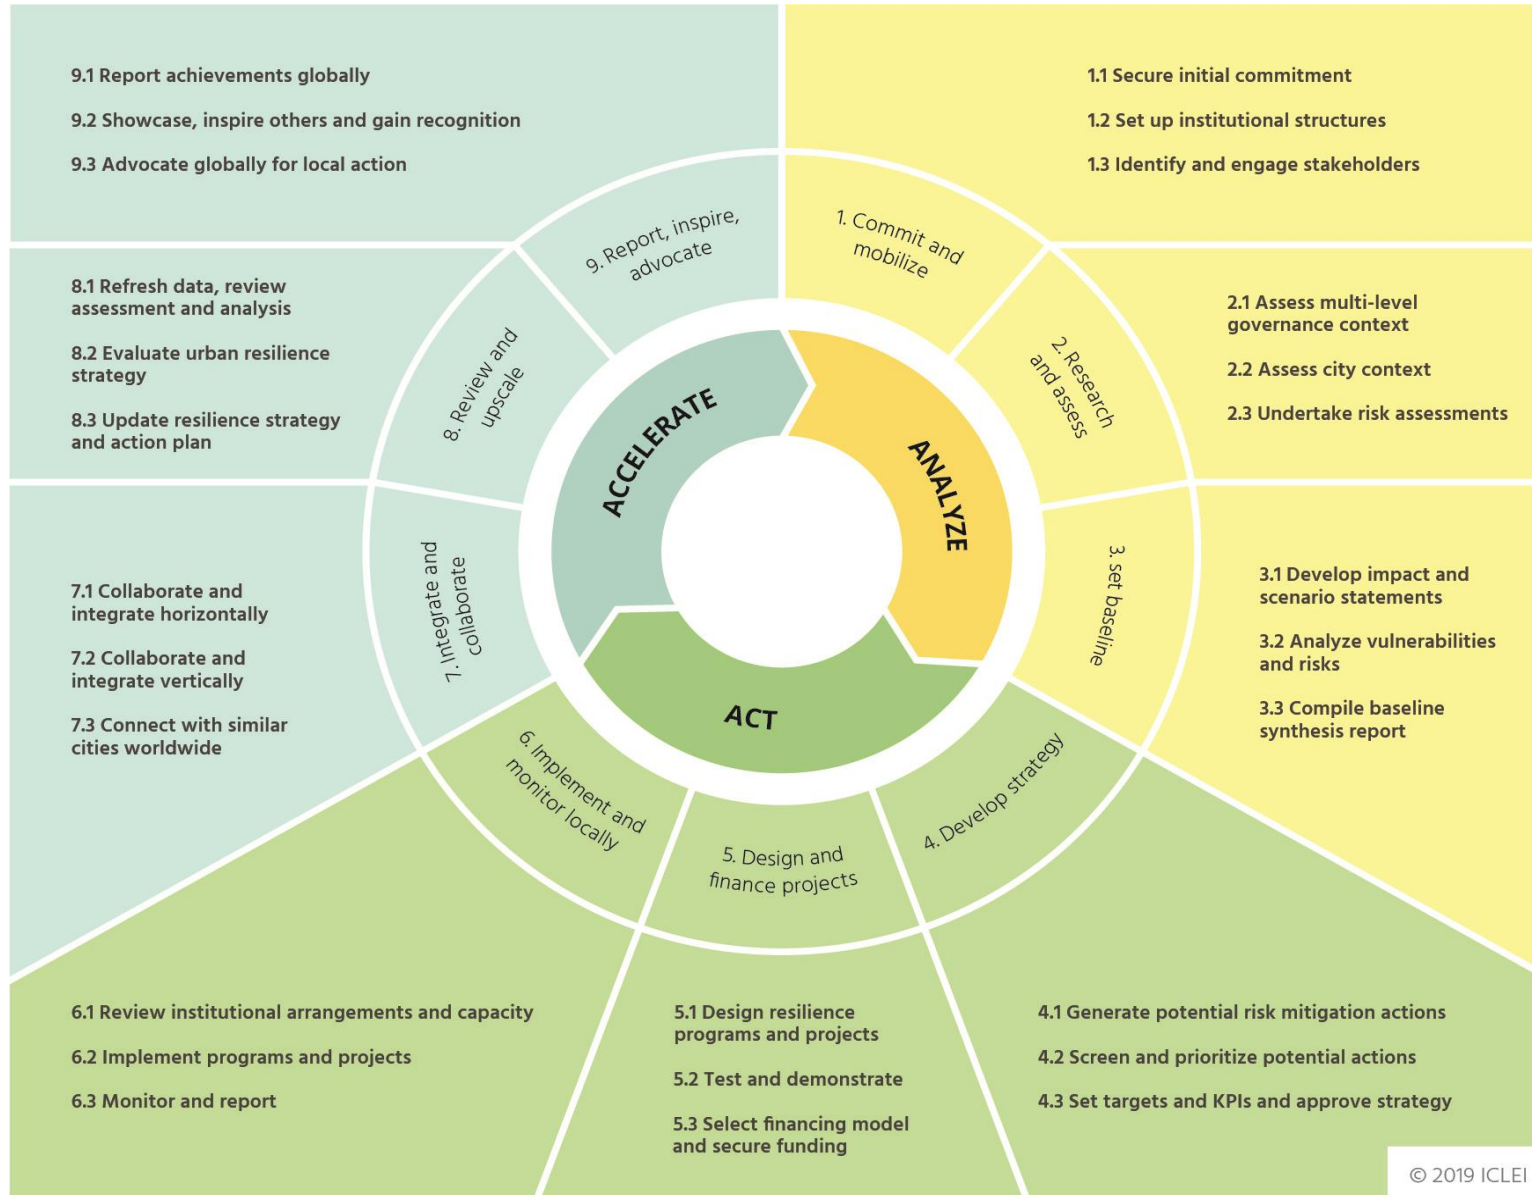 9.1 Report achievements globally
9.2 Showcase, inspire others and gain recognition
9.3 Advocate globally for local action
1.1 Secure initial commitment
1.2 Set up institutional structures
1.3 Identify and engage stakeholders
9. Report, inspire,
advocate
1. Commit and
mobilize
8.1 Refresh data, review
assessment and analysis
8.2 Evaluate urban resilience
strategy
8.3 Update resilience strategy
and action plan
8. Review and
upscale
2. Research
and assess
2.1 Assess multi-level
governance context
2.2 Assess city context
2.3 Undertake risk assessments
ACCELERATE
ANALYZE
ACT
7.1 Collaborate and
integrate horizontally
7.2 Collaborate and
integrate vertically
7.3 Connect with similar
cities worldwide
7. Integrate and
collaborate
3. set baseline
3.1 Develop impact and
scenario statements
3.2 Analyze vulnerabilities
and risks
3.3 Compile baseline
synthesis report
6. Implement and
monitor locally
5. Design and
finance projects
4. Develop strategy
6.1 Review institutional arrangements and capacity
6.2 Implement programs and projects
6.3 Monitor and report
5.1 Design resilience
programs and projects
5.2 Test and demonstrate
5.3 Select financing model
and secure funding
4.1 Generate potential risk mitigation actions
4.2 Screen and prioritize potential actions
4.3 Set targets and KPIs and approve strategy
© 2019 ICLEI